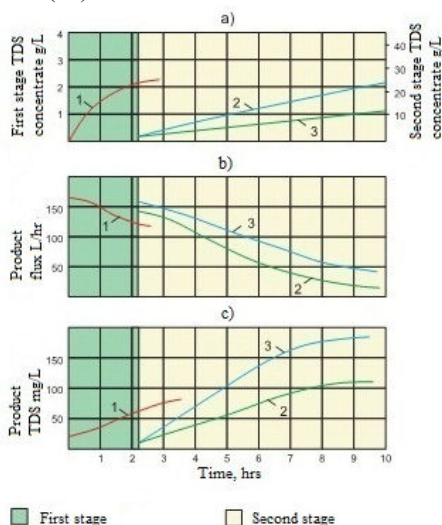 a)
First stage TDS
concentrate g/L
4
3
2
1
1
2
3
40
30
20
10
Second stage TDS
concentrate g/L
b)
Product
flux L/hr
150
100
50
1
3
2
c)
Product
TDS mg/L
150
100
50
1
3
2
1 2 3 4 5 6 7 8 9 10
Time, hrs
First stage
Second stage